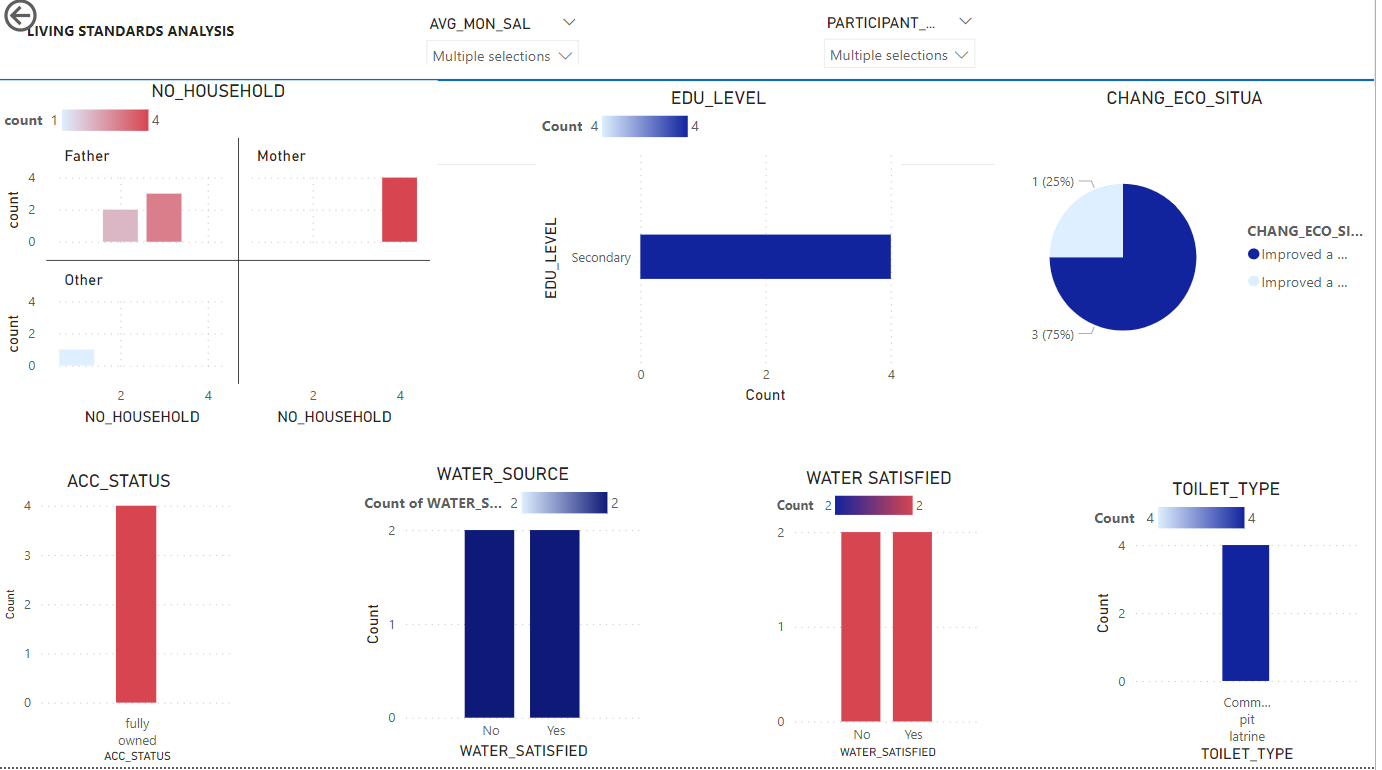 LIVING STANDARDS ANALYSIS
AVG_MON_SAL
Multiple selections
PARTICIPANT_...
Multiple selections
NO_HOUSEHOLD
count 1 4
Father
Mother
count
4
2
0
Other
count
4
2
0
2 4
2 4
NO_HOUSEHOLD
NO_HOUSEHOLD
EDU_LEVEL
Count 4 4
EDU_LEVEL
Secondary
0 2 4
Count
CHANG_ECO_SITUA
1 (25%)
3 (75%)
CHANG_ECO_SI...
Improved a ...
Improved a ...
ACC_STATUS
Count
4
3
2
1
0
fully
owned
ACC_STATUS
WATER_SOURCE
Count of WATER_S... 2 2
Count
2
1
0
No Yes
WATER_SATISFIED
WATER SATISFIED
Count 2 2
2
1
0
No Yes
WATER_SATISFIED
TOILET_TYPE
Count 4 4
Count
4
2
0
Comm...
pit
latrine
TOILET_TYPE